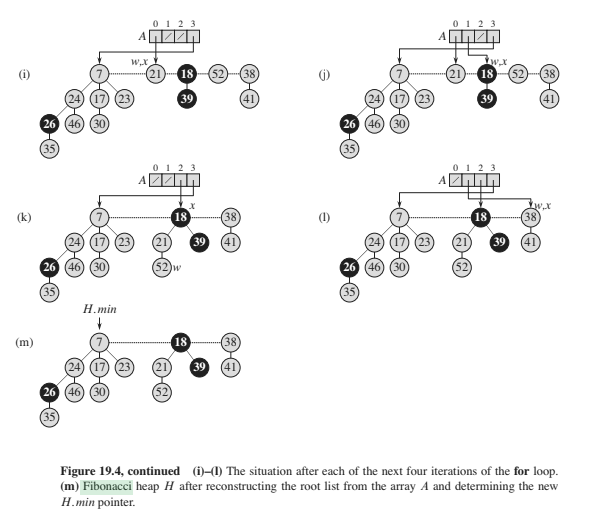 0 1 2 3
A
w,x
(i)
7 21 18 52 38
24 17 23 39 41
26 46 30
35
0 1 2 3
A
w,x
(j)
7 21 18 52 38
24 17 23 39 41
26 46 30
35
0 1 2 3
A
x
(k)
7 18 38
24 17 23 21 39 41
26 46 30 52 w
35
0 1 2 3
A
w,x
(l)
7 18 38
24 17 23 21 39 41
26 46 30 52
35
H.min
(m)
7 18 38
24 17 23 21 39 41
26 46 30 52
35
Figure 19.4, continued (i)–(l) The situation after each of the next four iterations of the for loop.
(m) Fibonacci heap H after reconstructing the root list from the array A and determining the new
H.min pointer.